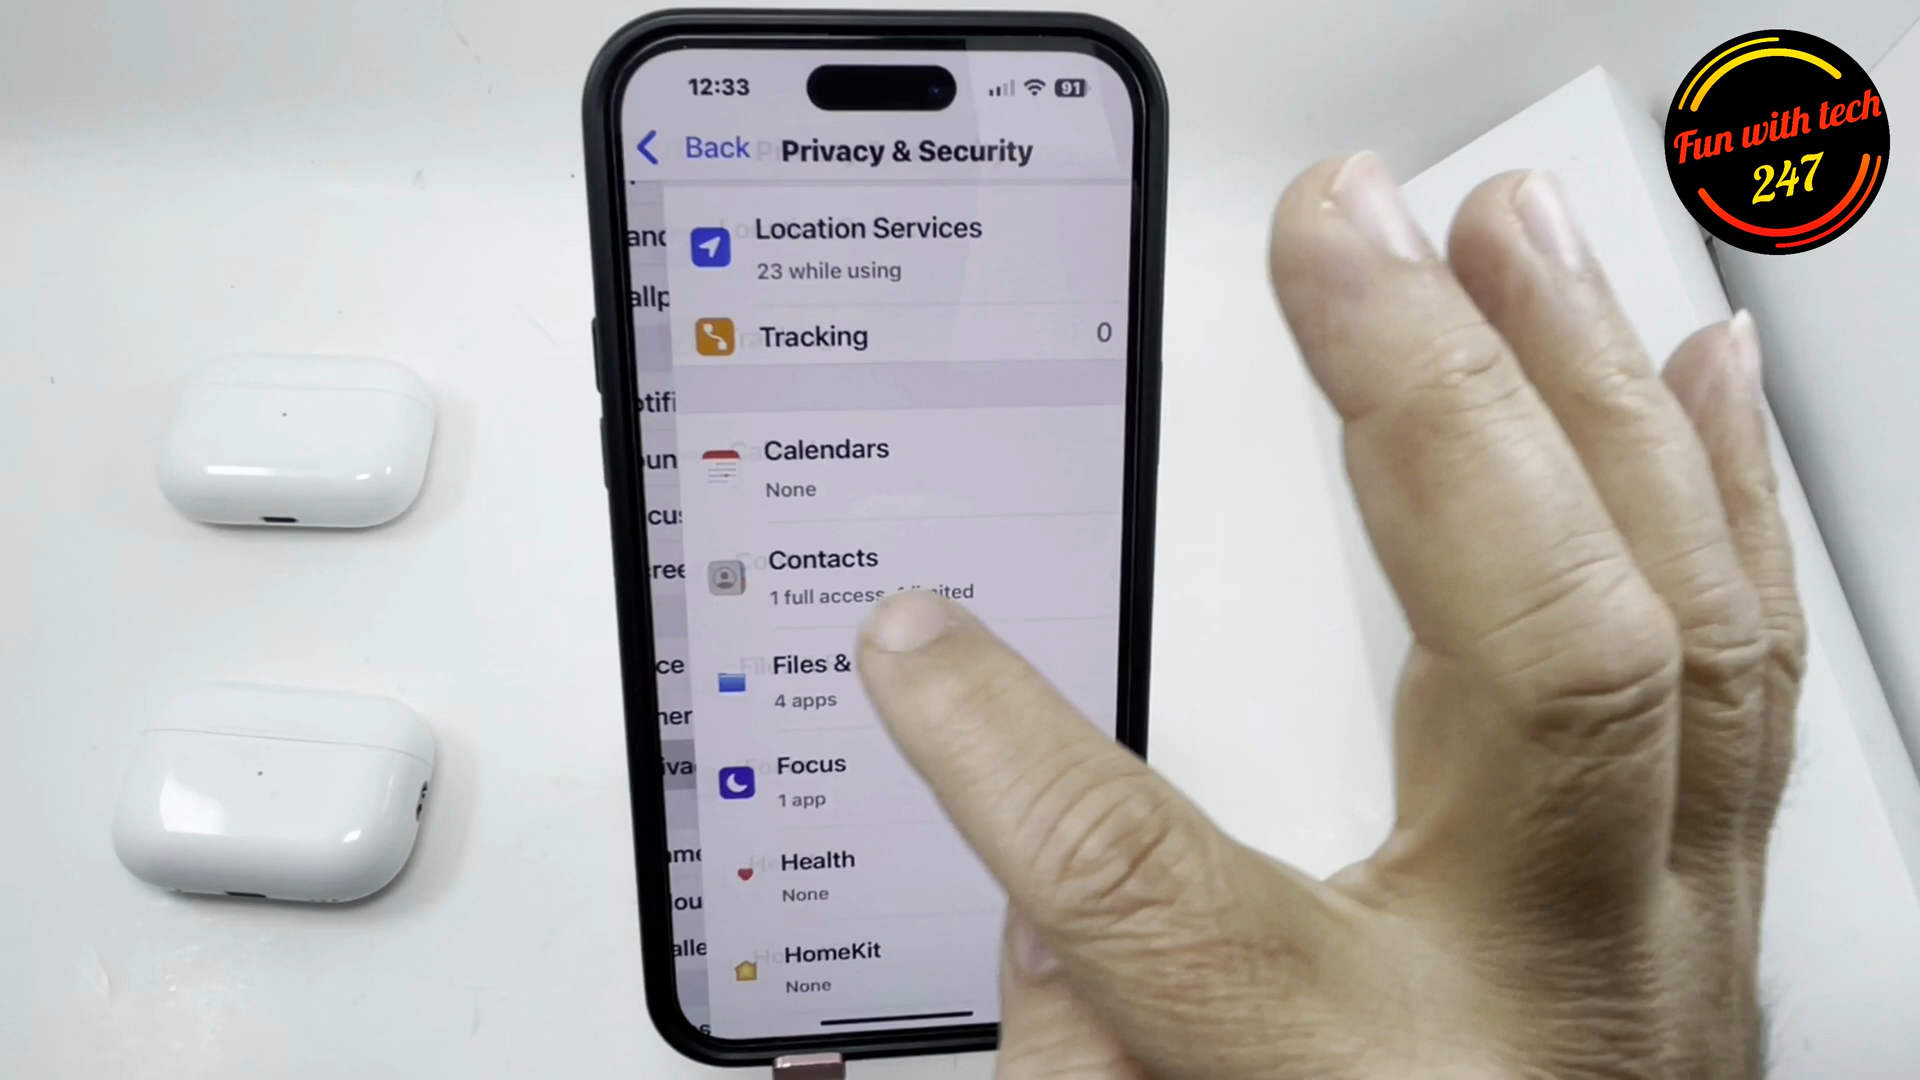 Fun with tech
247
12:33
91
Back
Privacy & Security
Location Services
23 while using
Tracking
0
Calendars
None
Contacts
1 full access, limited
Files &
4 apps
Focus
1 app
Health
None
HomeKit
None